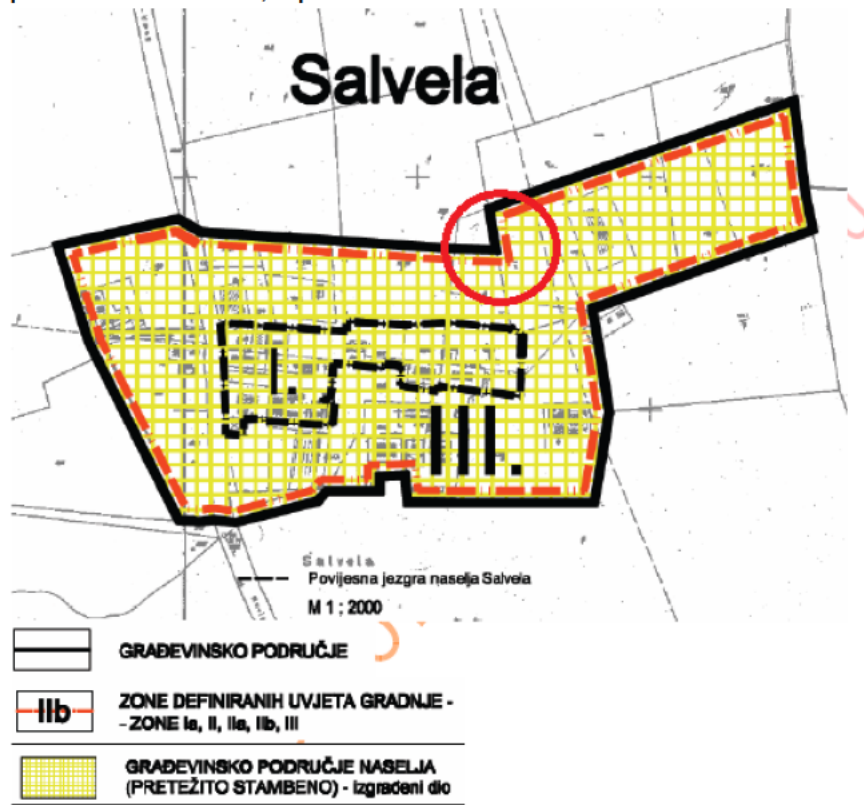 Salvela
I.
III.
Salvela
Povijesna jezgra naselja Salvela
M 1 : 2000
GRAĐEVINSKO PODRUČJE
IIb
ZONE DEFINIRANIH UVJETA GRADNJE -
- ZONE Ia, II, IIa, IIb, III
GRAĐEVINSKO PODRUČJE NASELJA
(PRETEŽITO STAMBENO) - izgrađeni dio